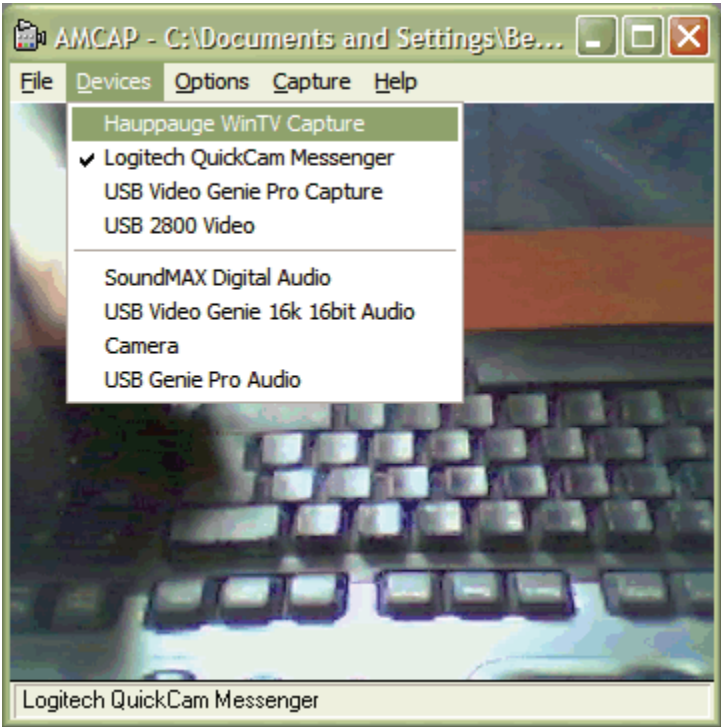 AMCAP - C:\Documents and Settings\Be...
File Devices Options Capture Help
Hauppauge WinTV Capture
Logitech QuickCam Messenger
USB Video Genie Pro Capture
USB 2800 Video
SoundMAX Digital Audio
USB Video Genie 16k 16bit Audio
Camera
USB Genie Pro Audio
Logitech QuickCam Messenger